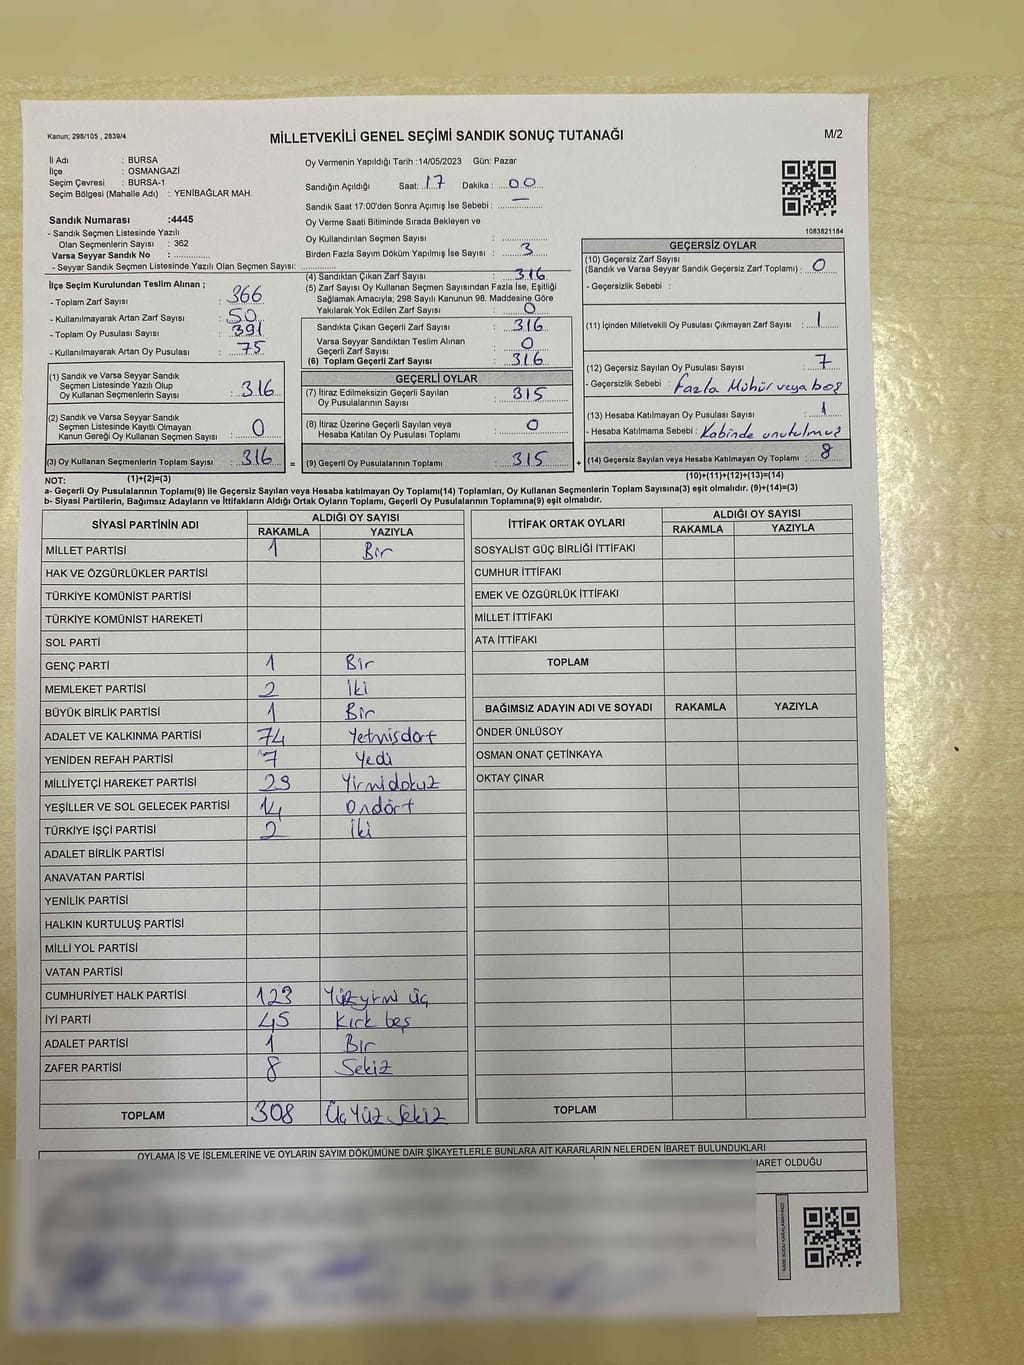 Kanun; 298/105 , 2839/4
MİLLETVEKİLİ GENEL SEÇİMİ SANDIK SONUÇ TUTANAĞI
M/2
İl Adı : BURSA
İlçe : OSMANGAZİ
Seçim Çevresi : BURSA-1
Seçim Bölgesi (Mahalle Adı) : YENİBAĞLAR MAH.
Sandık Numarası :4445
- Sandık Seçmen Listesinde Yazılı
Olan Seçmenlerin Sayısı : 362
Varsa Seyyar Sandık No : ..................
- Seyyar Sandık Seçmen Listesinde Yazılı Olan Seçmen Sayısı: ..........
Oy Vermenin Yapıldığı Tarih :14/05/2023 Gün: Pazar
Sandığın Açıldığı Saat: 17 Dakika : 00
Sandık Saat 17:00'den Sonra Açımış İse Sebebi : —
Oy Verme Saati Bitiminde Sırada Bekleyen ve
Oy Kullandırılan Seçmen Sayısı : ..................
Birden Fazla Sayım Döküm Yapılmış İse Sayısı : 3
1083821184
İlçe Seçim Kurulundan Teslim Alınan ;
- Toplam Zarf Sayısı : 366
- Kullanılmayarak Artan Zarf Sayısı : 50
- Toplam Oy Pusulası Sayısı : 391
- Kullanılmayarak Artan Oy Pusulası : 75
(4) Sandıktan Çıkan Zarf Sayısı : 316
(5) Zarf Sayısı Oy Kullanan Seçmen Sayısından Fazla İse, Eşitliği
Sağlamak Amacıyla; 298 Sayılı Kanunun 98. Maddesine Göre
Yakılarak Yok Edilen Zarf Sayısı : 0
Sandıkta Çıkan Geçerli Zarf Sayısı : 316
Varsa Seyyar Sandıktan Teslim Alınan
Geçerli Zarf Sayısı : 0
(6) Toplam Geçerli Zarf Sayısı : 316
GEÇERSİZ OYLAR
(10) Geçersiz Zarf Sayısı
(Sandık ve Varsa Seyyar Sandık Geçersiz Zarf Toplamı) : 0
- Geçersizlik Sebebi :
(11) İçinden Milletvekili Oy Pusulası Çıkmayan Zarf Sayısı : 1
(12) Geçersiz Sayılan Oy Pusulası Sayısı : 7
- Geçersizlik Sebebi : Fazla Mühür veya boş
(13) Hesaba Katılmayan Oy Pusulası Sayısı : 1
- Hesaba Katılmama Sebebi : Kabinde unutulmuş
(14) Geçersiz Sayılan veya Hesaba Katılmayan Oy Toplamı : 8
(10)+(11)+(12)+(13)=(14)
(1) Sandık ve Varsa Seyyar Sandık
Seçmen Listesinde Yazılı Olup
Oy Kullanan Seçmenlerin Sayısı : 316
(2) Sandık ve Varsa Seyyar Sandık
Seçmen Listesinde Kayıtlı Olmayan
Kanun Gereği Oy Kullanan Seçmen Sayısı : 0
(3) Oy Kullanan Seçmenlerin Toplam Sayısı : 316 =
(1)+(2)=(3)
GEÇERLİ OYLAR
(7) İtiraz Edilmeksizin Geçerli Sayılan
Oy Pusulalarının Sayısı : 315
(8) İtiraz Üzerine Geçerli Sayılan veya
Hesaba Katılan Oy Pusulası Toplamı : 0
(9) Geçerli Oy Pusulalarının Toplamı : 315 +
NOT:
a- Geçerli Oy Pusulalarının Toplamı(9) ile Geçersiz Sayılan veya Hesaba katılmayan Oy Toplam(14) Toplamları, Oy Kullanan Seçmenlerin Toplam Sayısına(3) eşit olmalıdır. (9)+(14)=(3)
b- Siyasi Partilerin, Bağımsız Adayların ve İttifakların Aldığı Ortak Oyların Toplamı, Geçerli Oy Pusulalarının Toplamına(9) eşit olmalıdır.
SİYASİ PARTİNİN ADI ALDIĞI OY SAYISI
RAKAMLA YAZIYLA
MİLLET PARTİSİ 1 Bir
HAK VE ÖZGÜRLÜKLER PARTİSİ
TÜRKİYE KOMÜNİST PARTİSİ
TÜRKİYE KOMÜNİST HAREKETİ
SOL PARTİ
GENÇ PARTİ 1 Bir
MEMLEKET PARTİSİ 2 İki
BÜYÜK BİRLİK PARTİSİ 1 Bir
ADALET VE KALKINMA PARTİSİ 74 Yetmişdört
YENİDEN REFAH PARTİSİ 7 Yedi
MİLLİYETÇİ HAREKET PARTİSİ 29 Yirmidokuz
YEŞİLLER VE SOL GELECEK PARTİSİ 14 Ondört
TÜRKİYE İŞÇİ PARTİSİ 2 İki
ADALET BİRLİK PARTİSİ
ANAVATAN PARTİSİ
YENİLİK PARTİSİ
HALKIN KURTULUŞ PARTİSİ
MİLLİ YOL PARTİSİ
VATAN PARTİSİ
CUMHURİYET HALK PARTİSİ 123 Yüzyirmi üç
İYİ PARTİ 45 Kırk beş
ADALET PARTİSİ 1 Bir
ZAFER PARTİSİ 8 Sekiz
TOPLAM 308 Üç Yüz Sekiz
İTTİFAK ORTAK OYLARI ALDIĞI OY SAYISI
RAKAMLA YAZIYLA
SOSYALİST GÜÇ BİRLİĞİ İTTİFAKI
CUMHUR İTTİFAKI
EMEK VE ÖZGÜRLÜK İTTİFAKI
MİLLET İTTİFAKI
ATA İTTİFAKI
TOPLAM
BAĞIMSIZ ADAYIN ADI VE SOYADI RAKAMLA YAZIYLA
ÖNDER ÜNLÜSOY
OSMAN ONAT ÇETİNKAYA
OKTAY ÇINAR
TOPLAM
OYLAMA İŞ VE İŞLEMLERİNE VE OYLARIN SAYIM DÖKÜMÜNE DAİR ŞİKAYETLERLE BUNLARA AİT KARARLARIN NELERDEN İBARET BULUNDUKLARI
OLDUĞU